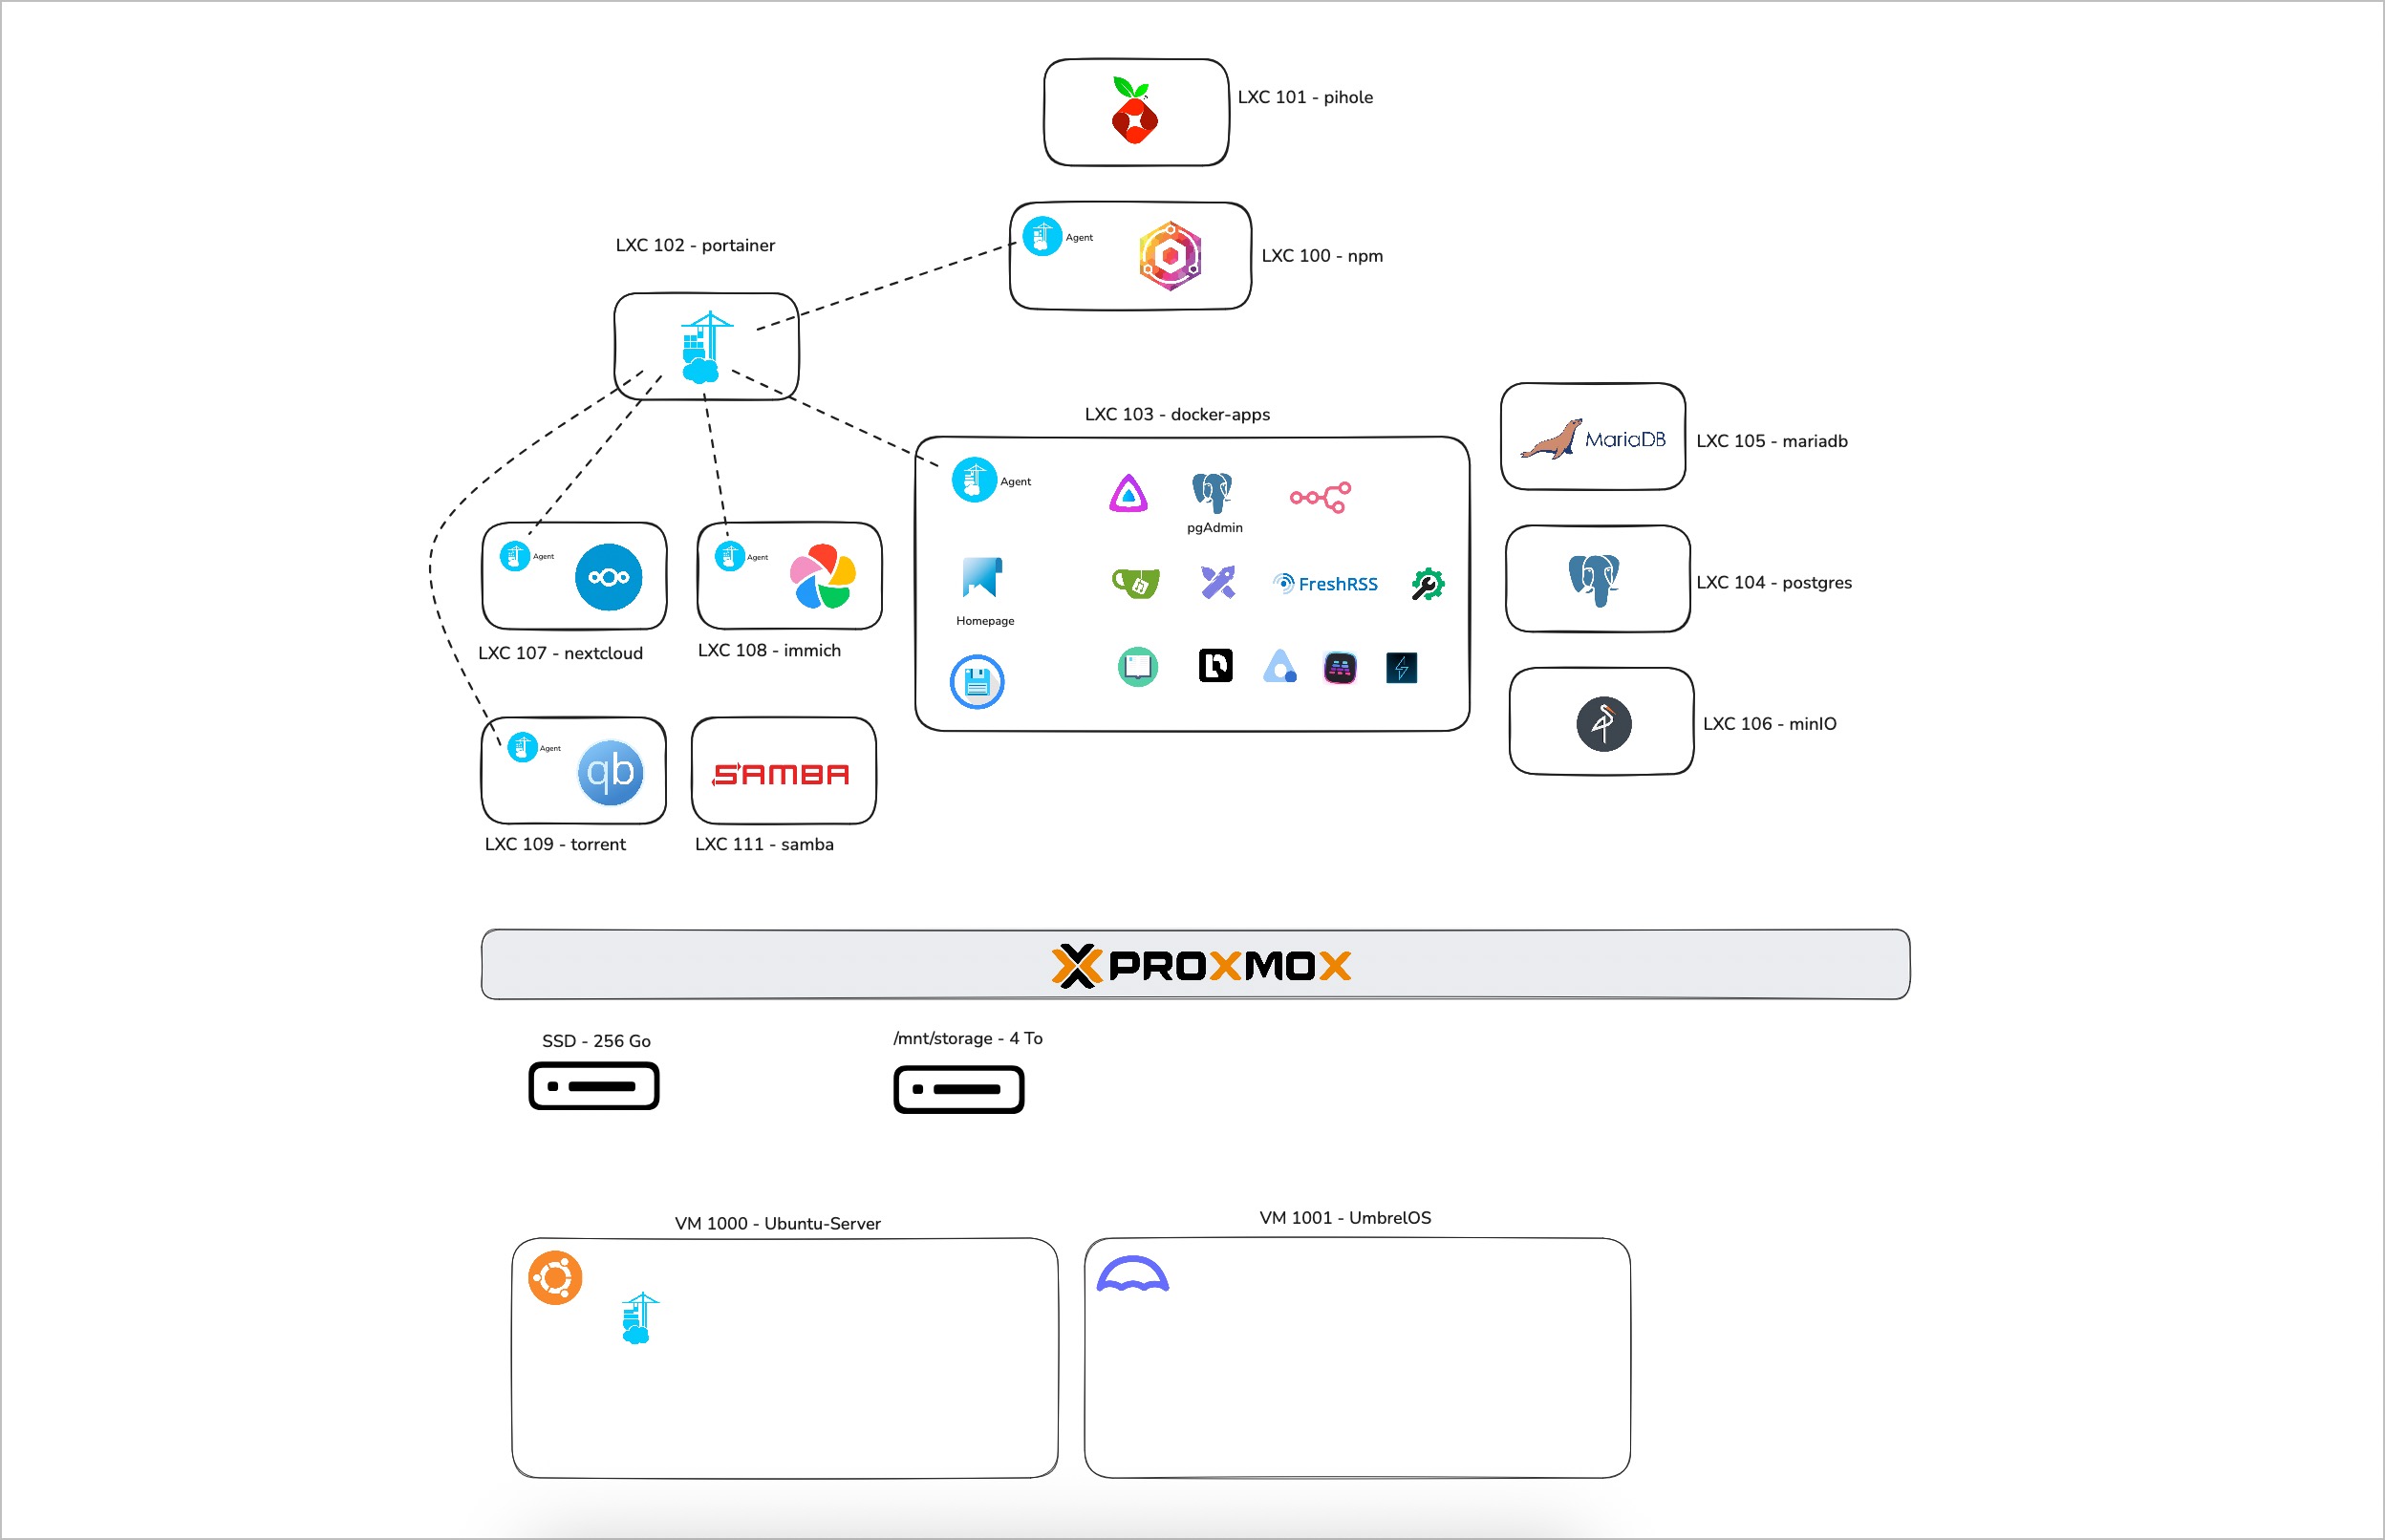 LXC 101 - pihole
LXC 102 - portainer
Agent
LXC 100 - npm
LXC 103 - docker-apps
Agent
pgAdmin
MariaDB
LXC 105 - mariadb
Agent
Agent
Homepage
FreshRSS
LXC 104 - postgres
LXC 107 - nextcloud
LXC 108 - immich
Agent
qb
SAMBA
LXC 106 - minIO
LXC 109 - torrent
LXC 111 - samba
PROXMOX
SSD - 256 Go
/mnt/storage - 4 To
VM 1000 - Ubuntu-Server
VM 1001 - UmbrelOS